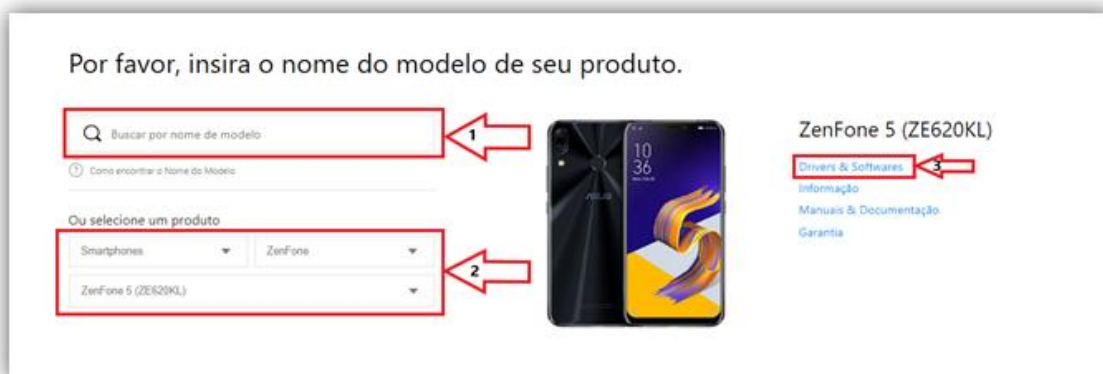 Por favor, insira o nome do modelo de seu produto.
Buscar por nome de modelo
1
? Como encontrar o Nome do Modelo
Ou selecione um produto
Smartphones
ZenFone
ZenFone 5 (ZE620KL)
2
ASUS
10
36
ZenFone 5 (ZE620KL)
Drivers & Softwares
3
Informação
Manuais & Documentação
Garantia